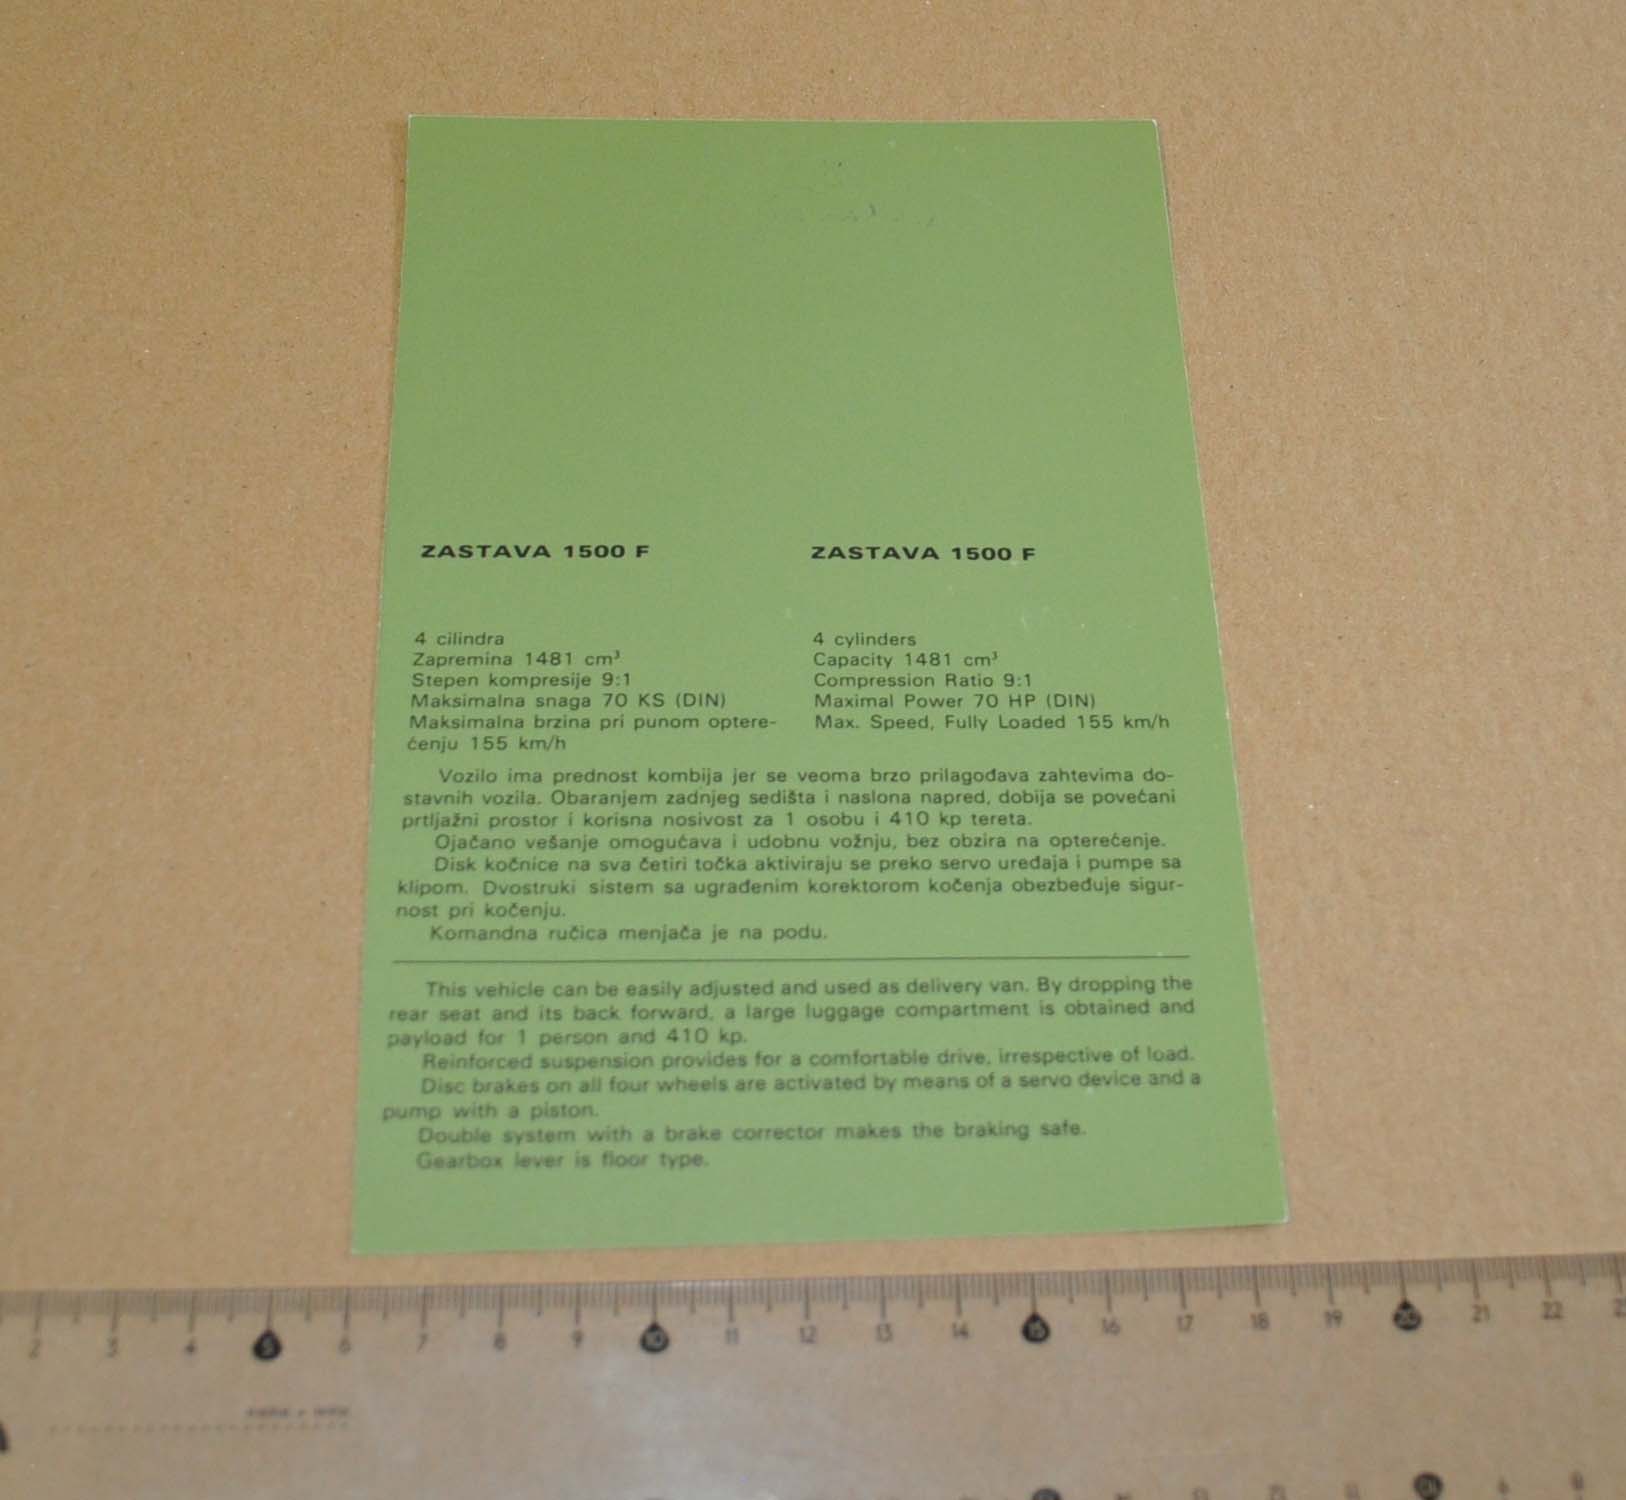 ZASTAVA 1500 F
4 cilindra
Zapremina 1481 cm³
Stepen kompresije 9:1
Maksimalna snaga 70 KS (DIN)
Maksimalna brzina pri punom optere-
ćenju 155 km/h
ZASTAVA 1500 F
4 cylinders
Capacity 1481 cm³
Compression Ratio 9:1
Maximal Power 70 HP (DIN)
Max. Speed, Fully Loaded 155 km/h
Vozilo ima prednost kombija jer se veoma brzo prilagođava zahtevima do-
stavnih vozila. Obaranjem zadnjeg sedišta i naslona napred, dobija se povećani
prtljažni prostor i korisna nosivost za 1 osobu i 410 kp tereta.
Ojačano vešanje omogućava i udobnu vožnju, bez obzira na opterećenje.
Disk kočnice na sva četiri točka aktiviraju se preko servo uređaja i pumpe sa
klipom. Dvostruki sistem sa ugrađenim korektorom kočenja obezbeđuje sigur-
nost pri kočenju.
Komandna ručica menjača je na podu.
This vehicle can be easily adjusted and used as delivery van. By dropping the
rear seat and its back forward, a large luggage compartment is obtained and
payload for 1 person and 410 kp.
Reinforced suspension provides for a comfortable drive, irrespective of load.
Disc brakes on all four wheels are activated by means of a servo device and a
pump with a piston.
Double system with a brake corrector makes the braking safe.
Gearbox lever is floor type.
2 3 4 5 6 7 8 9 10 11 12 13 14 15 16 17 18 19 20 21 22 23